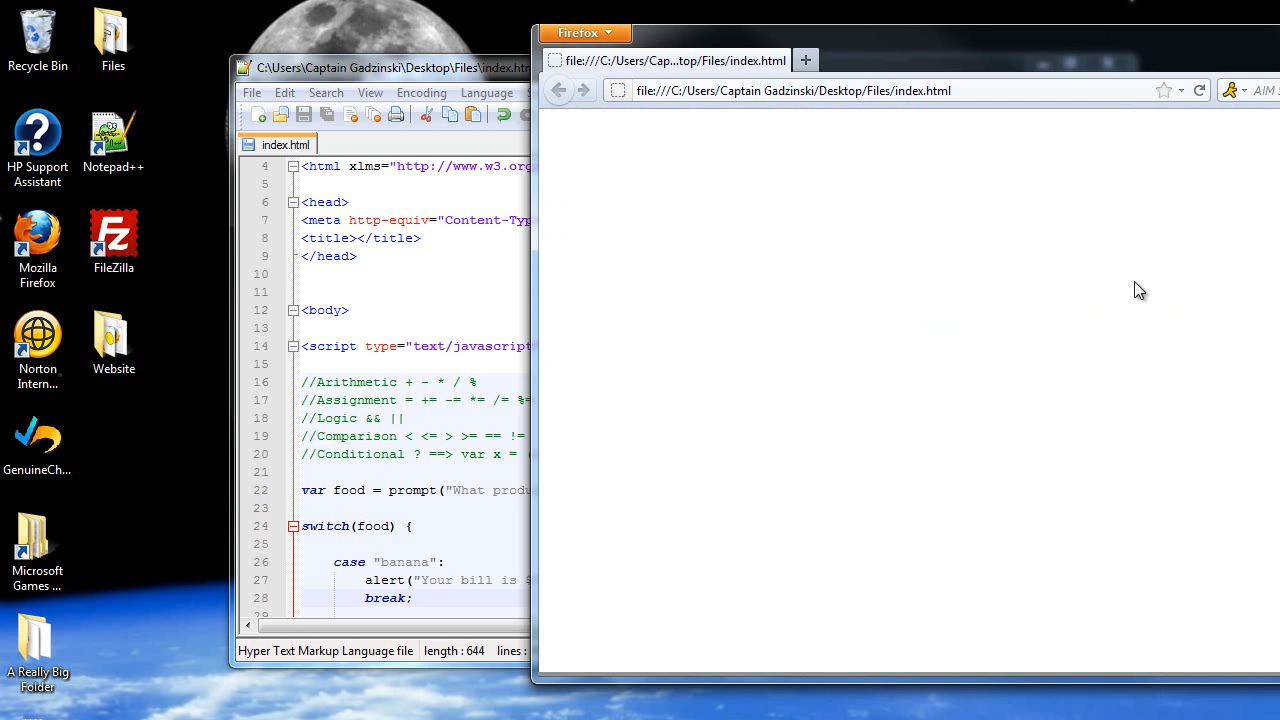 Recycle Bin
Files
HP Support
Assistant
Notepad++
Mozilla
Firefox
FileZilla
Norton
Intern...
Website
GenuineCh...
Microsoft
Games ...
A Really Big
Folder
C:\Users\Captain Gadzinski\Desktop\Files\index.htm
File Edit Search View Encoding Language
index.html
4 <html xlms="http://www.w3.org
5
6 <head>
7 <meta http-equiv="Content-Typ
8 <title></title>
9 </head>
10
11
12 <body>
13
14 <script type="text/javascript
15
16 //Arithmetic + - * / %
17 //Assignment = += -= *= /= %=
18 //Logic && ||
19 //Comparison < <= > >= == !=
20 //Conditional ? ==> var x =
21
22 var food = prompt("What produ
23
24 switch(food) {
25
26 case "banana":
27 alert("Your bill is $
28 break;
29
Hyper Text Markup Language file length : 644 lines :
Firefox
file:///C:/Users/Cap...top/Files/index.html
file:///C:/Users/Captain Gadzinski/Desktop/Files/index.html
AIM S